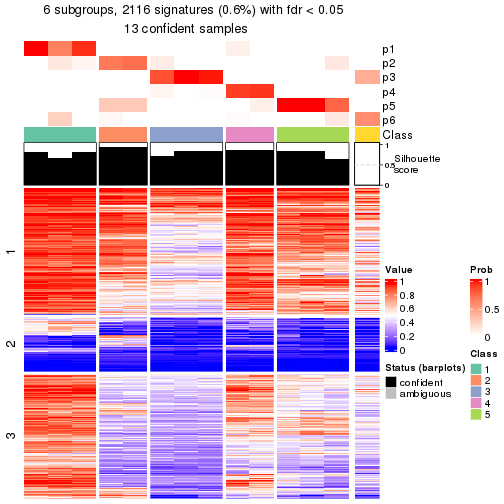 6 subgroups, 2116 signatures (0.6%) with fdr < 0.05
13 confident samples
p1
p2
p3
p4
p5
p6
Class
1
0.5
0
Silhouette
score
1
2
3
Value
1
0.8
0.6
0.4
0.2
0
Status (barplots)
confident
ambiguous
Prob
1
0.5
0
Class
1
2
3
4
5